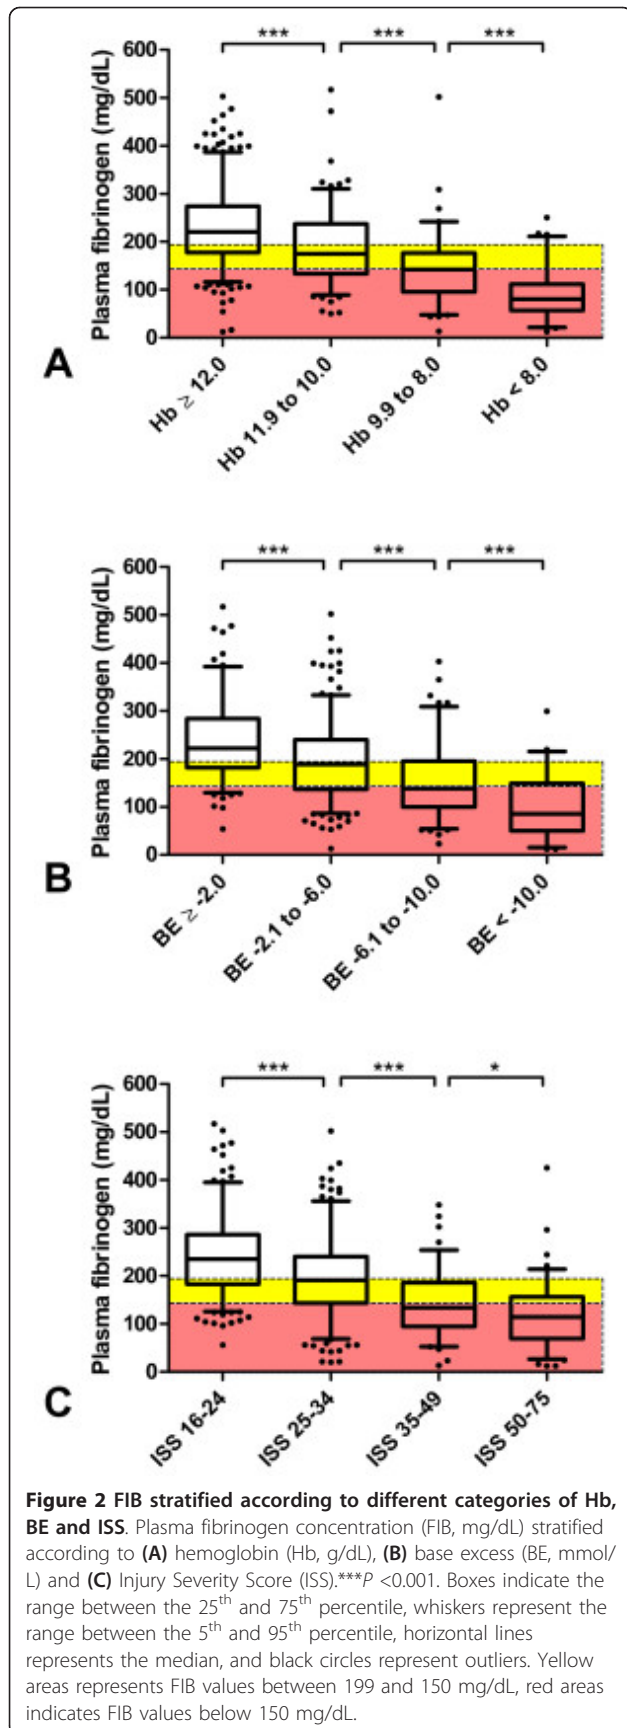 *** *** ***
600
500
400
300
200
100
0
Plasma fibrinogen (mg/dL)
A
Hb ≥ 12.0
Hb 11.9 to 10.0
Hb 9.9 to 8.0
Hb < 8.0
*** *** ***
600
500
400
300
200
100
0
Plasma fibrinogen (mg/dL)
B
BE ≥ -2.0
BE -2.1 to -6.0
BE -6.1 to -10.0
BE < -10.0
*** *** *
600
500
400
300
200
100
0
Plasma fibrinogen (mg/dL)
C
ISS 16-24
ISS 25-34
ISS 35-49
ISS 50-75
Figure 2 FIB stratified according to different categories of Hb,
BE and ISS. Plasma fibrinogen concentration (FIB, mg/dL) stratified
according to (A) hemoglobin (Hb, g/dL), (B) base excess (BE, mmol/
L) and (C) Injury Severity Score (ISS).***P <0.001. Boxes indicate the
range between the 25th and 75th percentile, whiskers represent the
range between the 5th and 95th percentile, horizontal lines
represents the median, and black circles represent outliers. Yellow
areas represents FIB values between 199 and 150 mg/dL, red areas
indicates FIB values below 150 mg/dL.